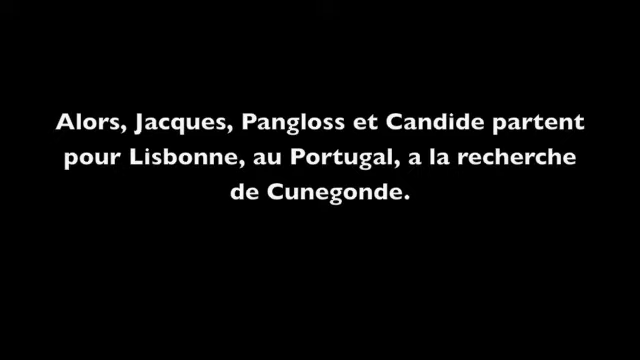 Alors, Jacques, Pangloss et Candide partent
pour Lisbonne, au Portugal, a la recherche
de Cunegonde.